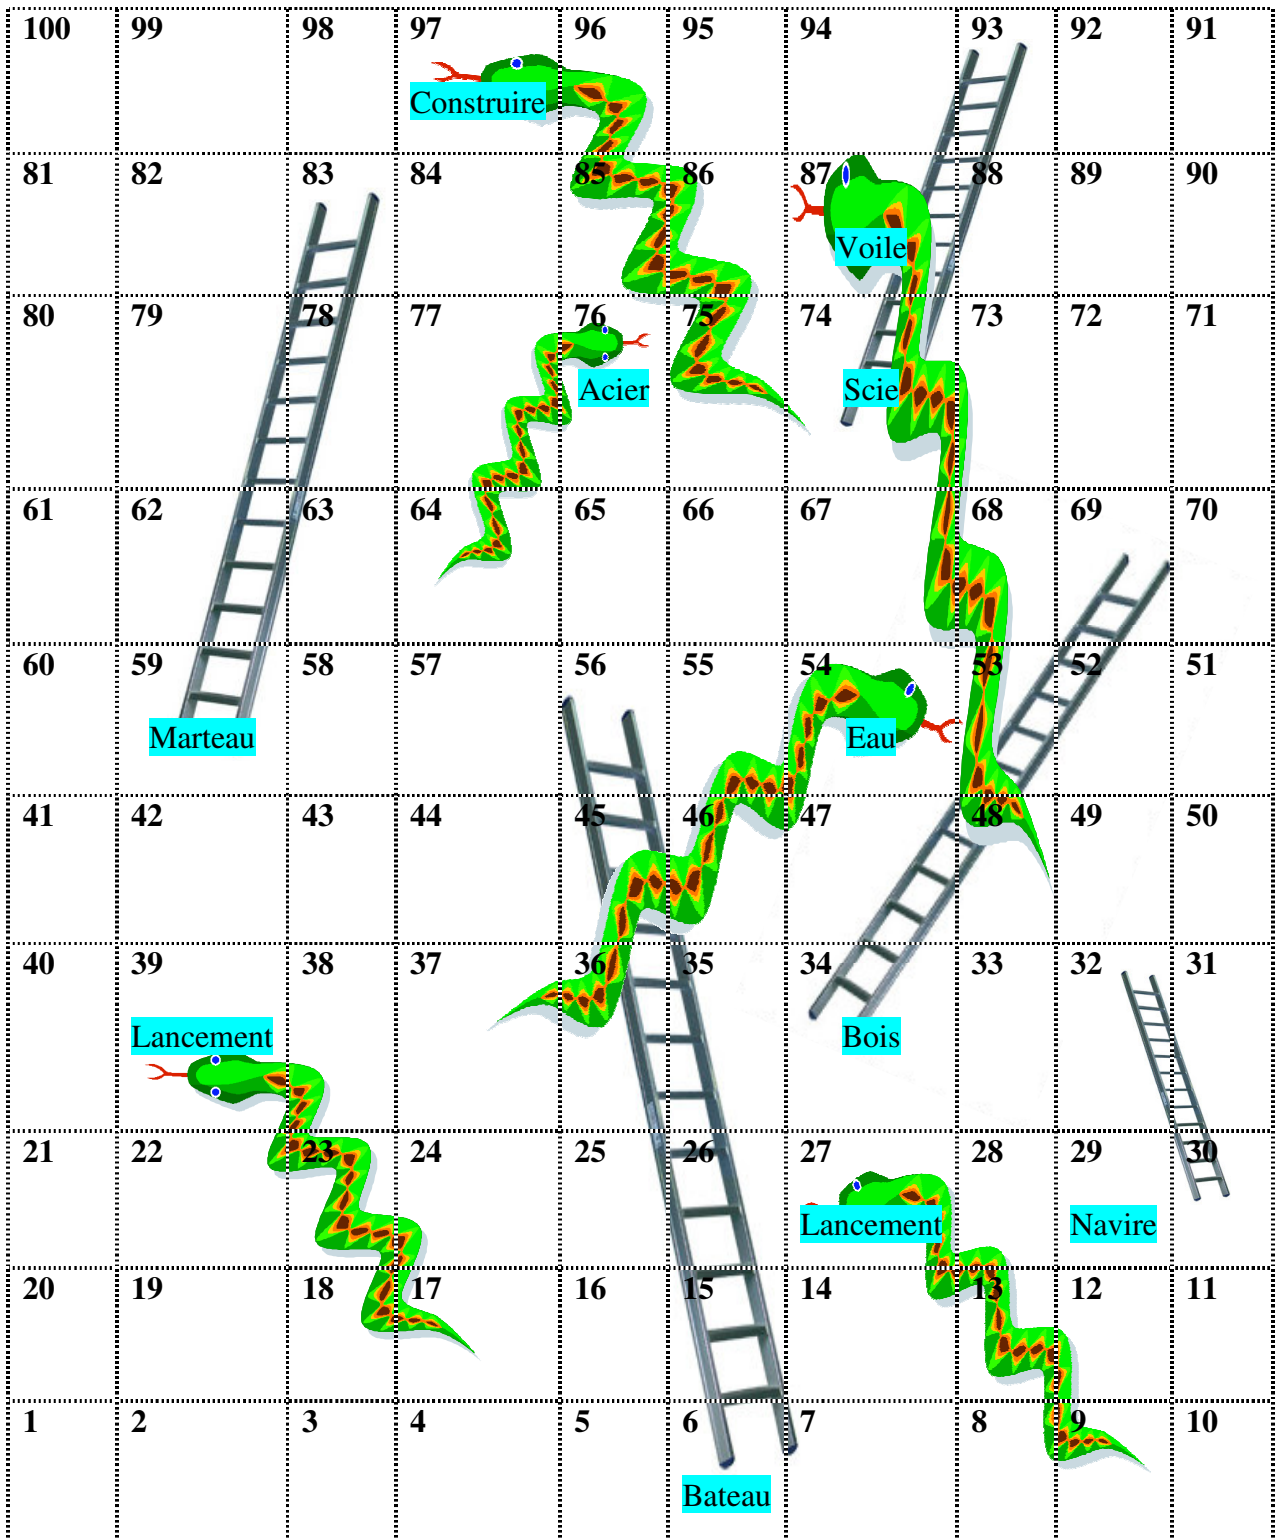 100 99 98 97 96 95 94 93 92 91
Construire
81 82 83 84 85 86 87 88 89 90
Voile
80 79 78 77 76 75 74 73 72 71
Acier Scie
61 62 63 64 65 66 67 68 69 70
60 59 58 57 56 55 54 53 52 51
Marteau Eau
41 42 43 44 45 46 47 48 49 50
40 39 38 37 36 35 34 33 32 31
Lancement Bois
21 22 23 24 25 26 27 28 29 30
Lancement Navire
20 19 18 17 16 15 14 13 12 11
1 2 3 4 5 6 7 8 9 10
Bateau